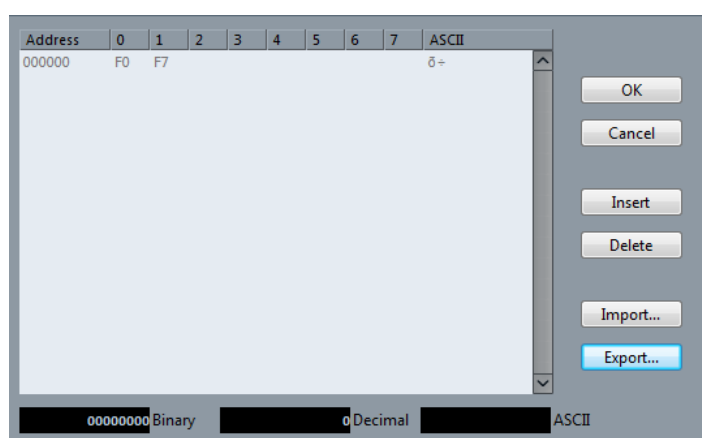 Address 0 1 2 3 4 5 6 7 ASCII
000000 F0 F7 ð÷
OK
Cancel
Insert
Delete
Import...
Export...
00000000 Binary 0 Decimal ASCII